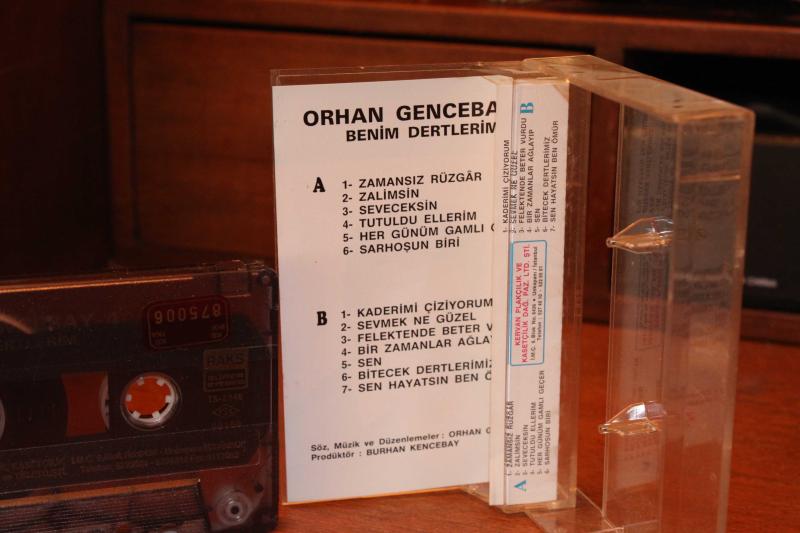 ORHAN GENCEBA
BENİM DERTLERİM
A
1- ZAMANSIZ RÜZGÂR
2- ZALİMSİN
3- SEVECEKSİN
4- TUTULDU ELLERİM
5- HER GÜNÜM GAMLI
6- SARHOŞUN BİRİ
B
1- KADERİMİ ÇİZİYORUM
2- SEVMEK NE GÜZEL
3- FELEKTENDE BETER V
4- BİR ZAMANLAR AĞLAY
5- SEN
6- BİTECEK DERTLERİMİZ
7- SEN HAYATSIN BEN Ö
Söz, Müzik ve Düzenlemeler : ORHAN G
Prodüktör : BURHAN KENCEBAY
B
1- KADERİMİ ÇİZİYORUM
2- SEVMEK NE GÜZEL
3- FELEKTENDE BETER VURDU
4- BİR ZAMANLAR AĞLAYIP
5- SEN
6- BİTECEK DERTLERİMİZ
7- SEN HAYATSIN BEN ÖMÜR
KERVAN PLAKÇILIK VE
KASETÇİLİK DAĞ. PAZ. LTD. ŞTİ.
A
1- ZAMANSIZ RÜZGÂR
2- ZALİMSİN
3- SEVECEKSİN
4- TUTULDU ELLERİM
5- HER GÜNÜM GAMLI GEÇER
6- SARHOŞUN BİRİ
875006
RAKS